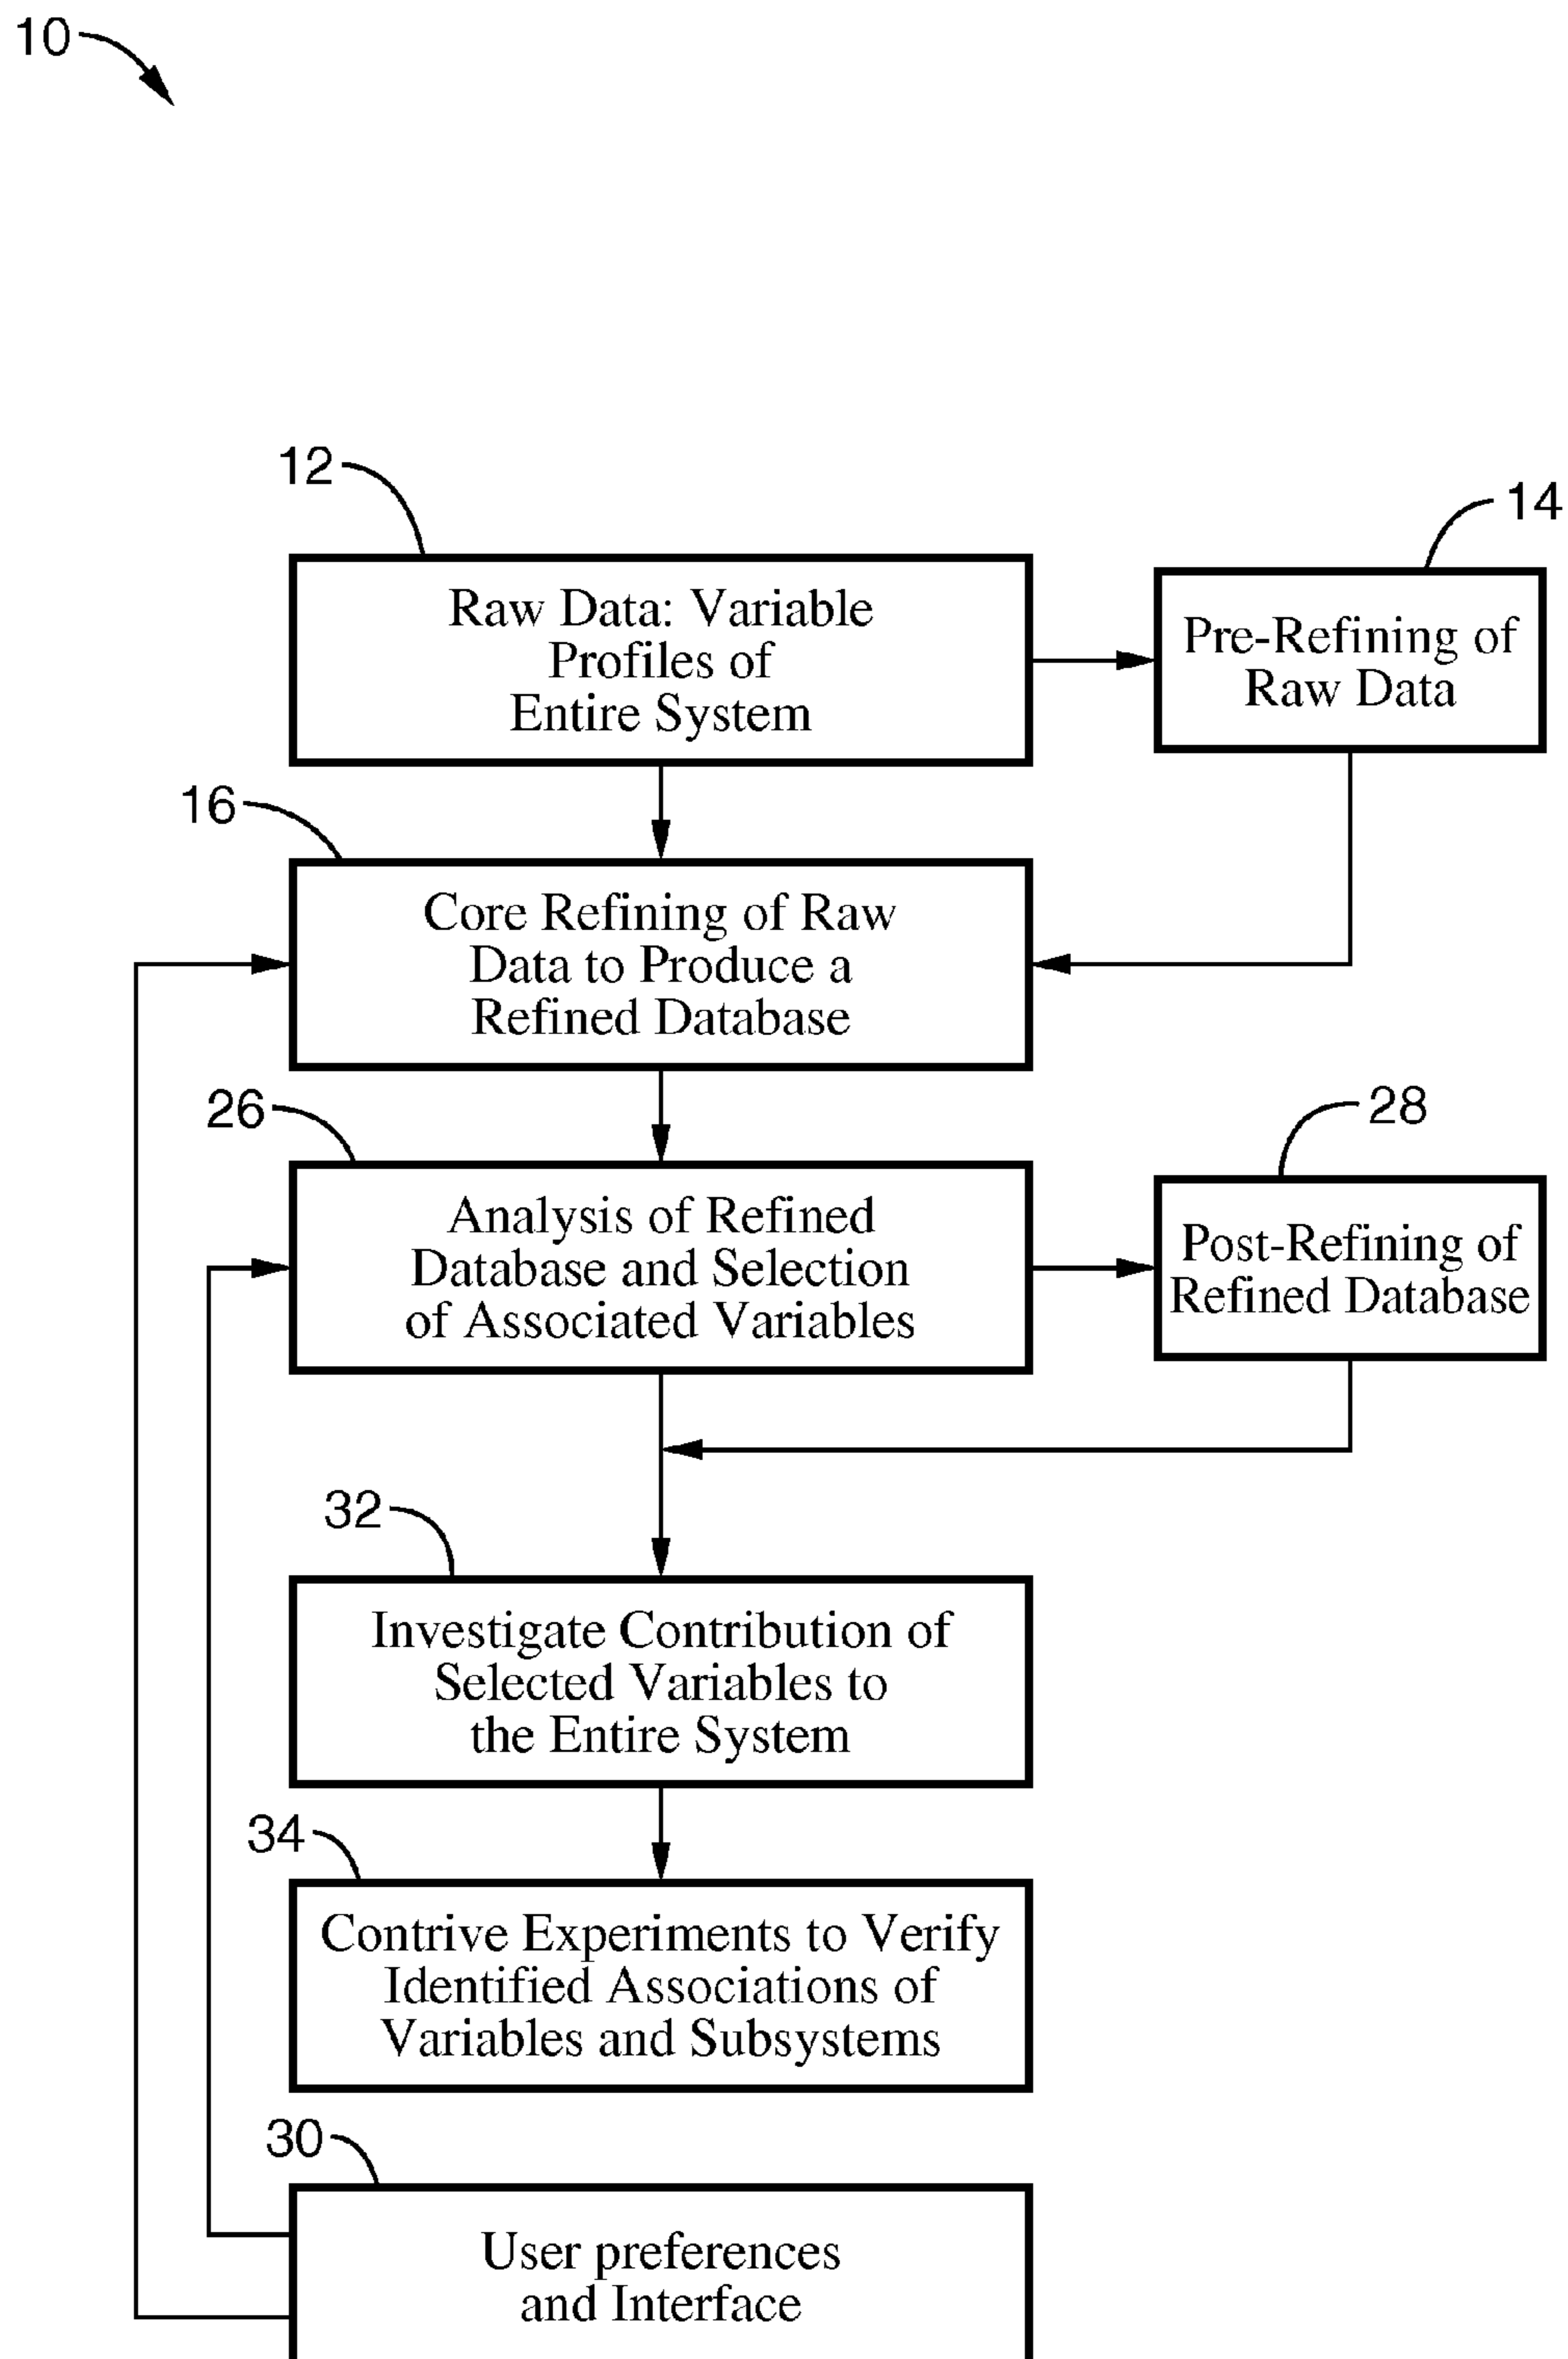 10
12
14
Raw Data: Variable
Profiles of
Entire System
Pre-Refining of
Raw Data
16
Core Refining of Raw
Data to Produce a
Refined Database
26
28
Analysis of Refined
Database and Selection
of Associated Variables
Post-Refining of
Refined Database
32
Investigate Contribution of
Selected Variables to
the Entire System
34
Contrive Experiments to Verify
Identified Associations of
Variables and Subsystems
30
User preferences
and Interface